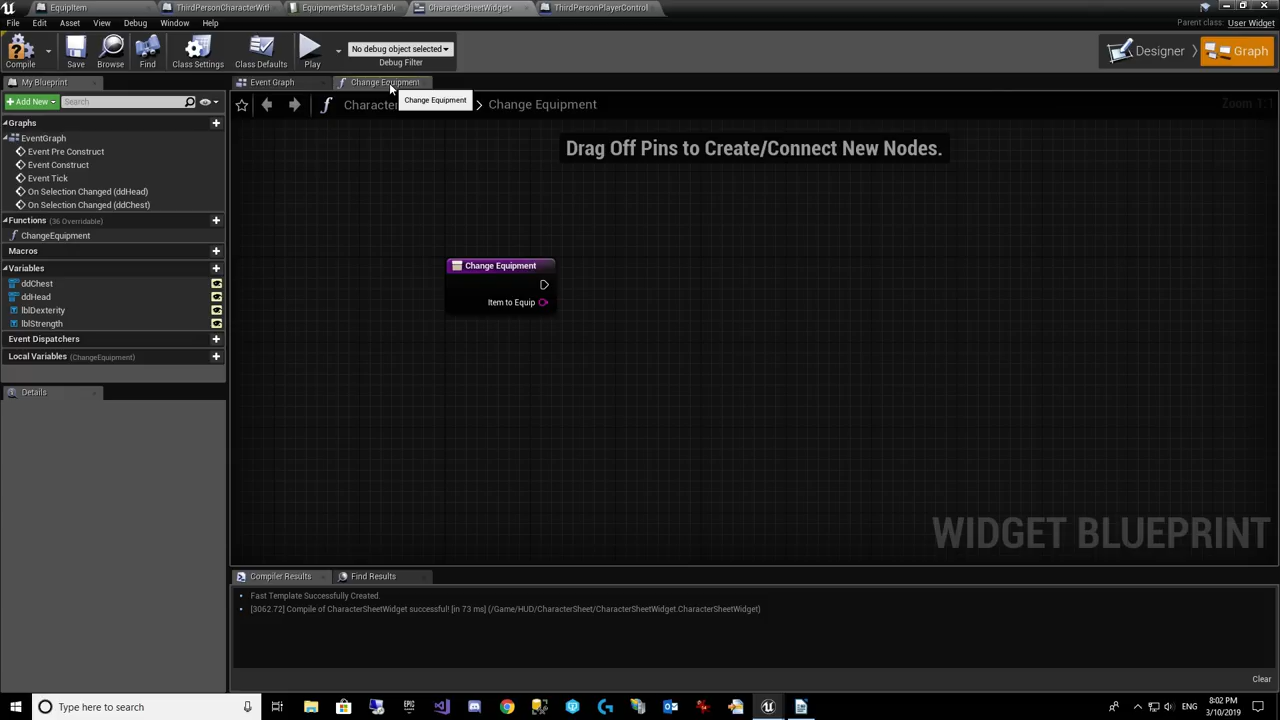 EquipItem
ThirdPersonCharacterWith
EquipmentStatsDataTable
CharacterSheetWidget*
ThirdPersonPlayerControl
File Edit Asset View Debug Window Help
Parent class: User Widget
Compile
Save
Browse
Find
Class Settings
Class Defaults
Play
No debug object selected
Debug Filter
Designer
Graph
My Blueprint
Event Graph
Change Equipment
Add New
Search
Change Equipment
Character
> Change Equipment
Zoom 1:1
Graphs
EventGraph
Event Pre Construct
Event Construct
Event Tick
On Selection Changed (ddHead)
On Selection Changed (ddChest)
Functions (36 Overridable)
ChangeEquipment
Macros
Variables
ddChest
ddHead
lblDexterity
lblStrength
Event Dispatchers
Local Variables (ChangeEquipment)
Details
Drag Off Pins to Create/Connect New Nodes.
Change Equipment
Item to Equip
WIDGET BLUEPRINT
Compiler Results
Find Results
Fast Template Successfully Created.
[3062.72] Compile of CharacterSheetWidget successful! [in 73 ms] (/Game/HUD/CharacterSheet/CharacterSheetWidget.CharacterSheetWidget)
Clear
Type here to search
8:02 PM
3/10/2019